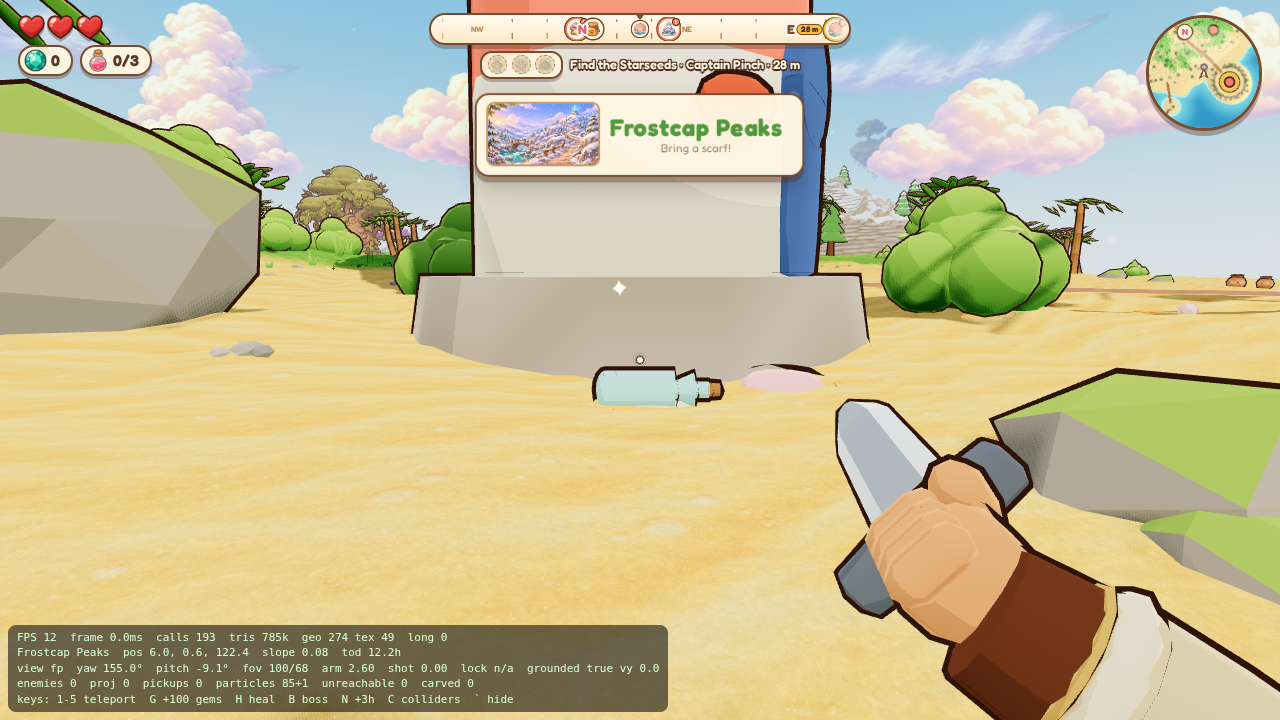 NW N NE E 28 m
N
0 0/3
Find the Starseeds · Captain Pinch · 28 m
Frostcap Peaks
Bring a scarf!
FPS 12 frame 0.0ms calls 193 tris 785k geo 274 tex 49 long 0
Frostcap Peaks pos 6.0, 0.6, 122.4 slope 0.08 tod 12.2h
view fp yaw 155.0° pitch -9.1° fov 100/68 arm 2.60 shot 0.00 lock n/a grounded true vy 0.0
enemies 0 proj 0 pickups 0 particles 85+1 unreachable 0 carved 0
keys: 1-5 teleport G +100 gems H heal B boss N +3h C colliders ` hide